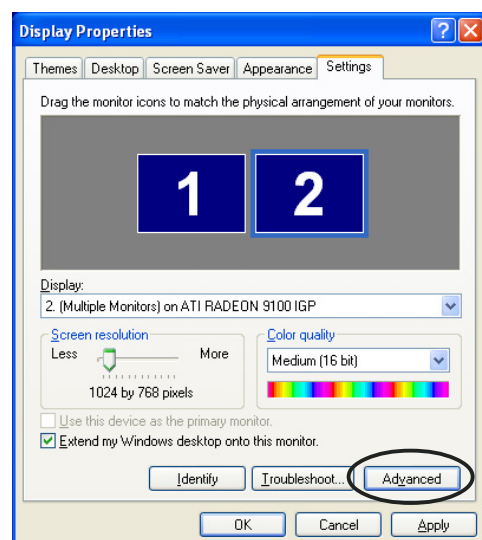 Display Properties
Themes Desktop Screen Saver Appearance Settings
Drag the monitor icons to match the physical arrangement of your monitors.
1 2
Display:
2. (Multiple Monitors) on ATI RADEON 9100 IGP
Screen resolution
Less More
1024 by 768 pixels
Color quality
Medium (16 bit)
Use this device as the primary monitor.
Extend my Windows desktop onto this monitor.
Identify Troubleshoot... Advanced
OK Cancel Apply